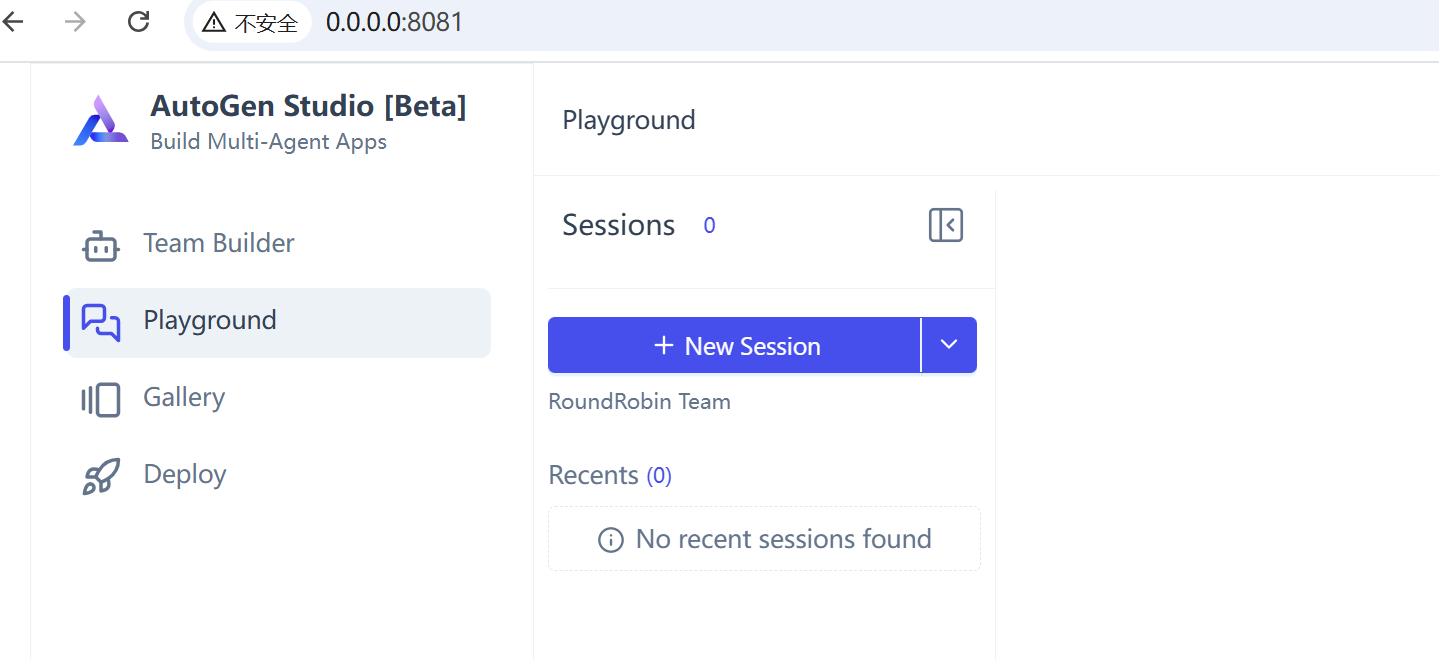 不安全 0.0.0.0:8081
AutoGen Studio [Beta]
Build Multi-Agent Apps
Team Builder
Playground
Gallery
Deploy
Playground
Sessions 0
New Session
RoundRobin Team
Recents (0)
No recent sessions found